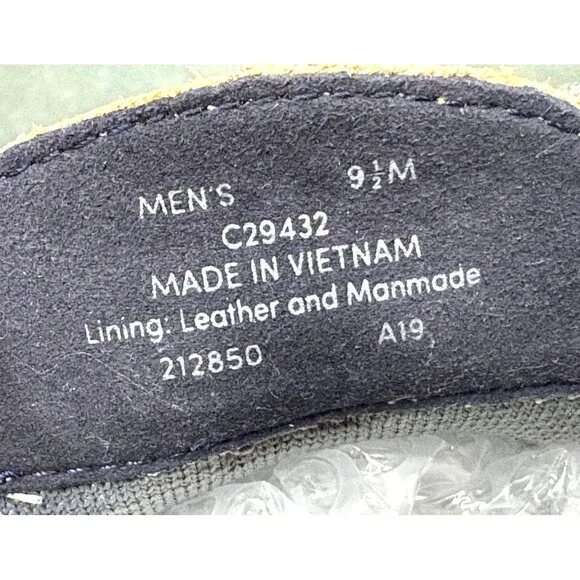 MEN'S 9½M
C29432
MADE IN VIETNAM
Lining: Leather and Manmade
212850 A19